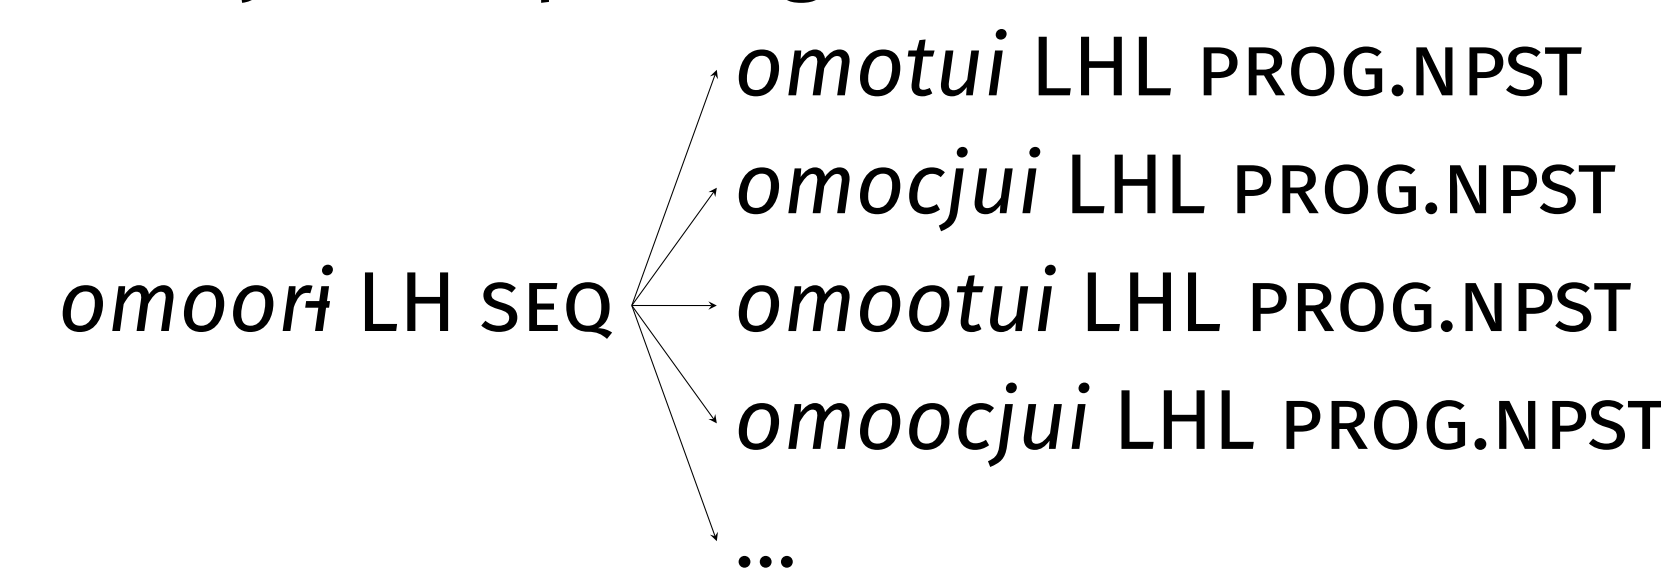 omotui LHL PROG.NPST
omocjui LHL PROG.NPST
omoorɨ LH SEQ
omootui LHL PROG.NPST
omoocjui LHL PROG.NPST
...